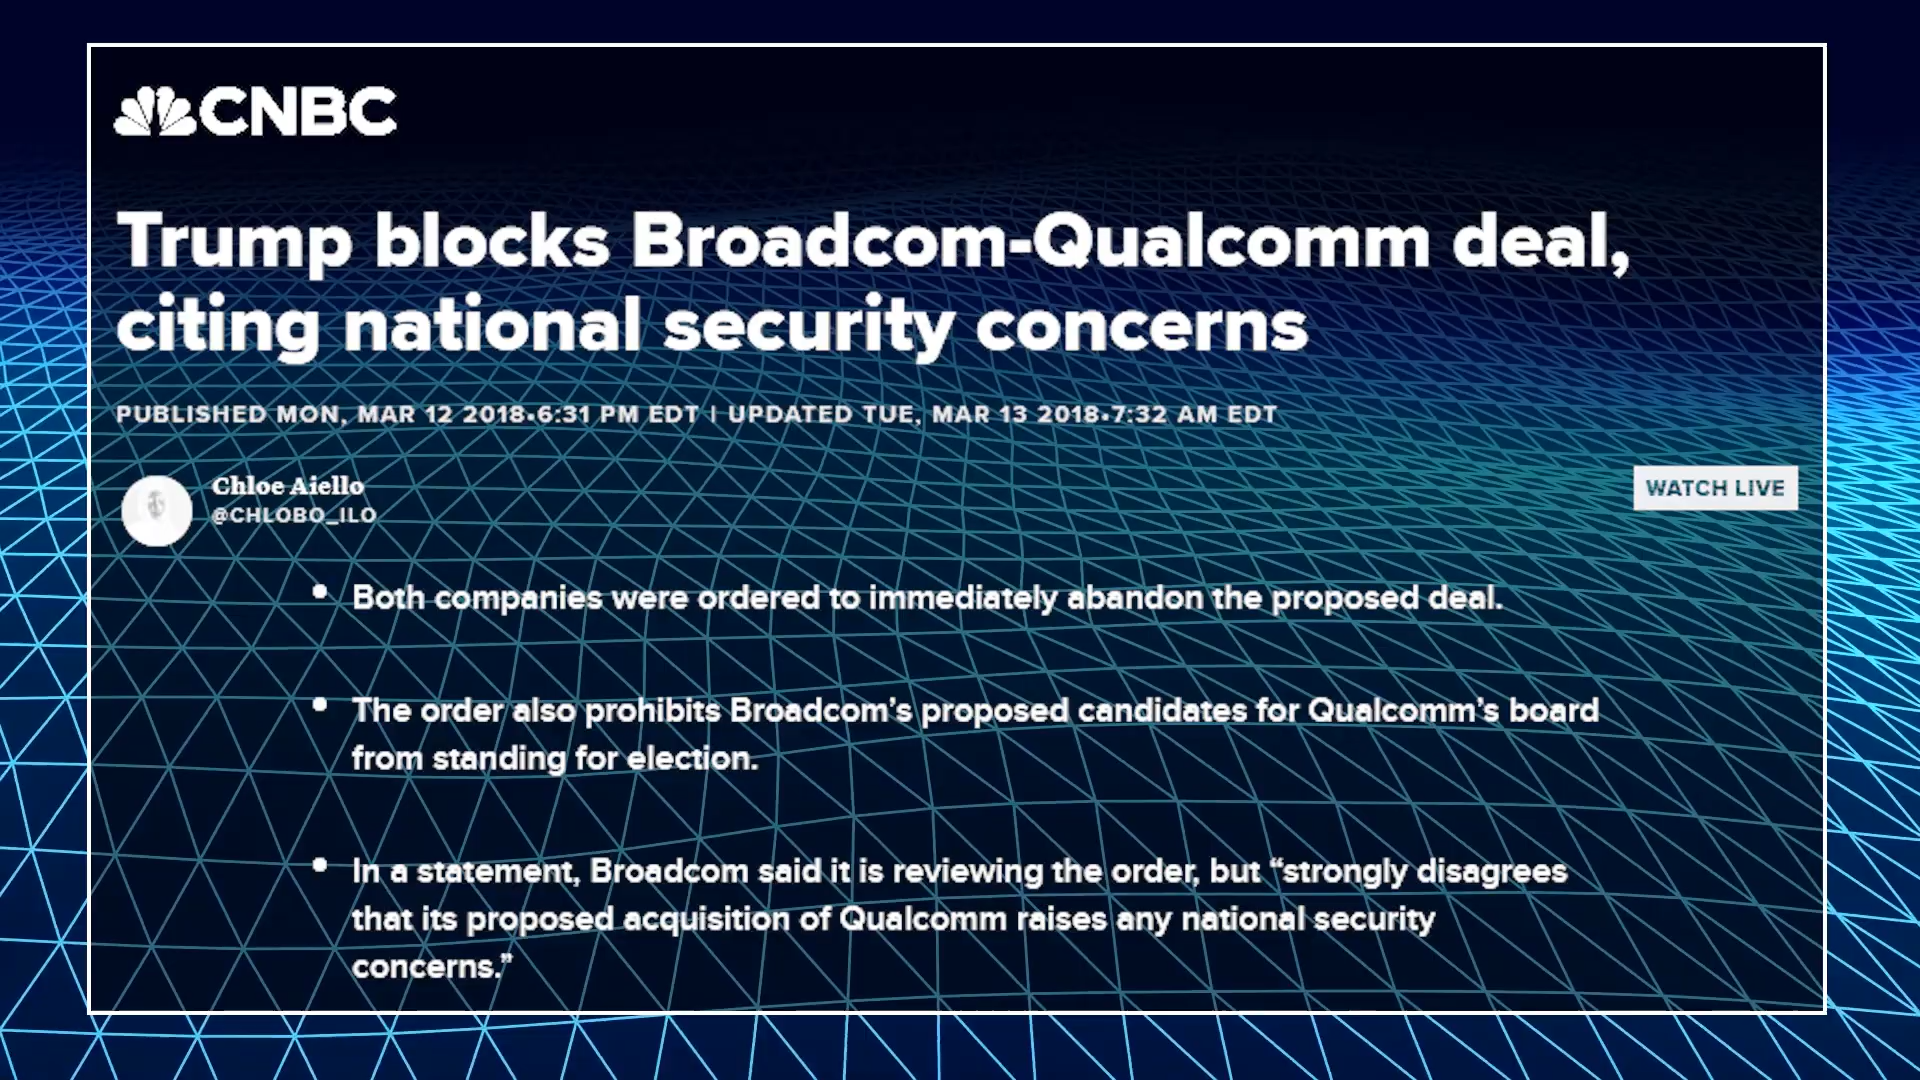 CNBC
Trump blocks Broadcom-Qualcomm deal,
citing national security concerns
PUBLISHED MON, MAR 12 2018•6:31 PM EDT | UPDATED TUE, MAR 13 2018•7:32 AM EDT
Chloe Aiello
@CHLOBO_ILO
WATCH LIVE
• Both companies were ordered to immediately abandon the proposed deal.
• The order also prohibits Broadcom’s proposed candidates for Qualcomm’s board
from standing for election.
• In a statement, Broadcom said it is reviewing the order, but “strongly disagrees
that its proposed acquisition of Qualcomm raises any national security
concerns.”